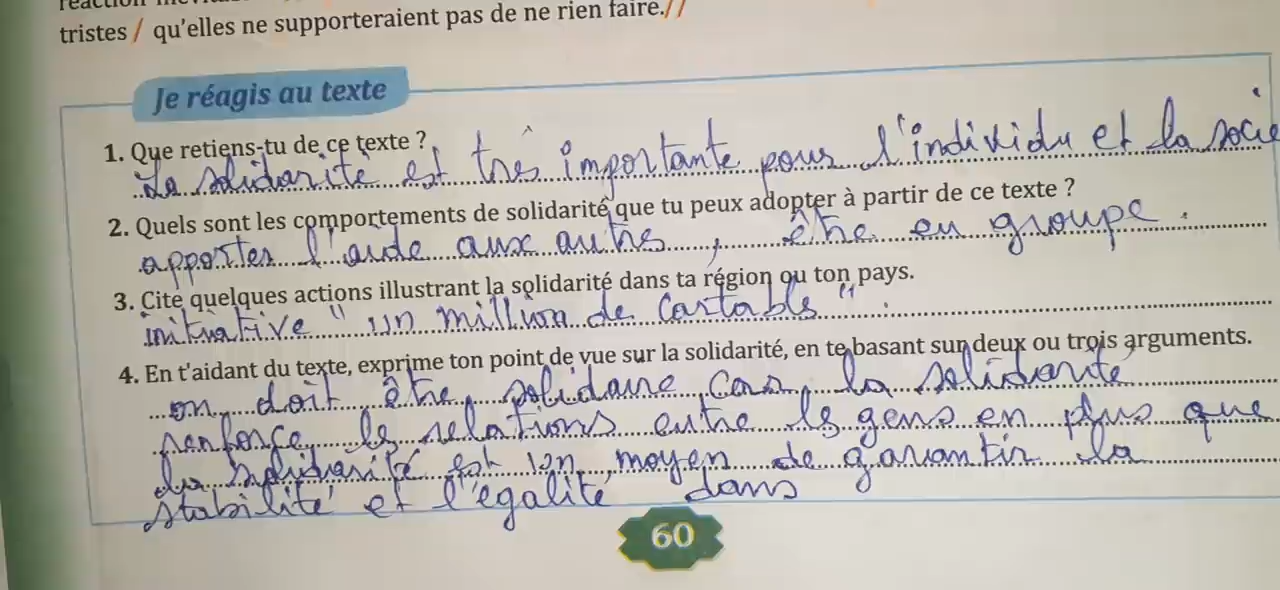 tristes / qu'elles ne supporteraient pas de ne rien faire.//
Je réagis au texte
1. Que retiens-tu de ce texte ?
La solidarité est très importante pour l'individu et la socié
2. Quels sont les comportements de solidarité que tu peux adopter à partir de ce texte ?
apporter l'aide aux autres, être en groupe.
3. Cite quelques actions illustrant la solidarité dans ta région ou ton pays.
initiative "un million de cartables".
4. En t'aidant du texte, exprime ton point de vue sur la solidarité, en te basant sur deux ou trois arguments.
on doit être solidaire car la solidarité
renforce les relations entre les gens en plus que
la solidarité est un moyen de garantir la
stabilité et l'égalité dans
60